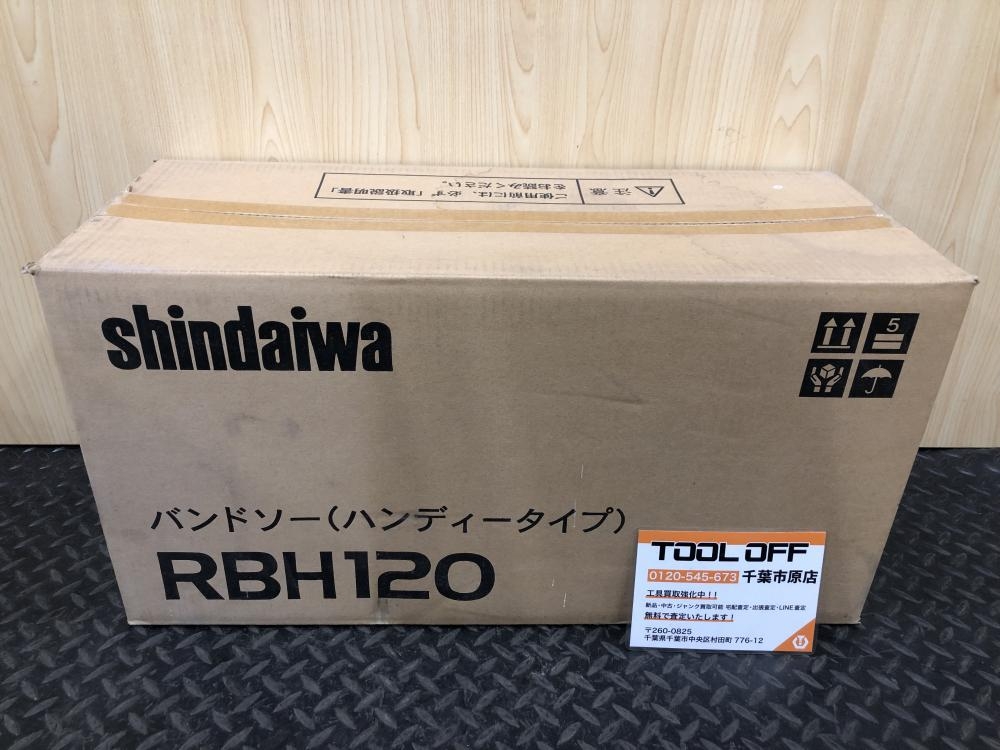 注意
ご使用前には、必ず「取扱説明書」
をお読みください。
shindaiwa
5
バンドソー(ハンディータイプ)
RBH120
TOOL OFF
0120-545-673 千葉市原店
工具買取強化中!!
新品・中古・ジャンク買取可能 宅配査定・出張査定・LINE査定
無料で査定いたします!
〒260-0825
千葉県千葉市中央区村田町 776-12